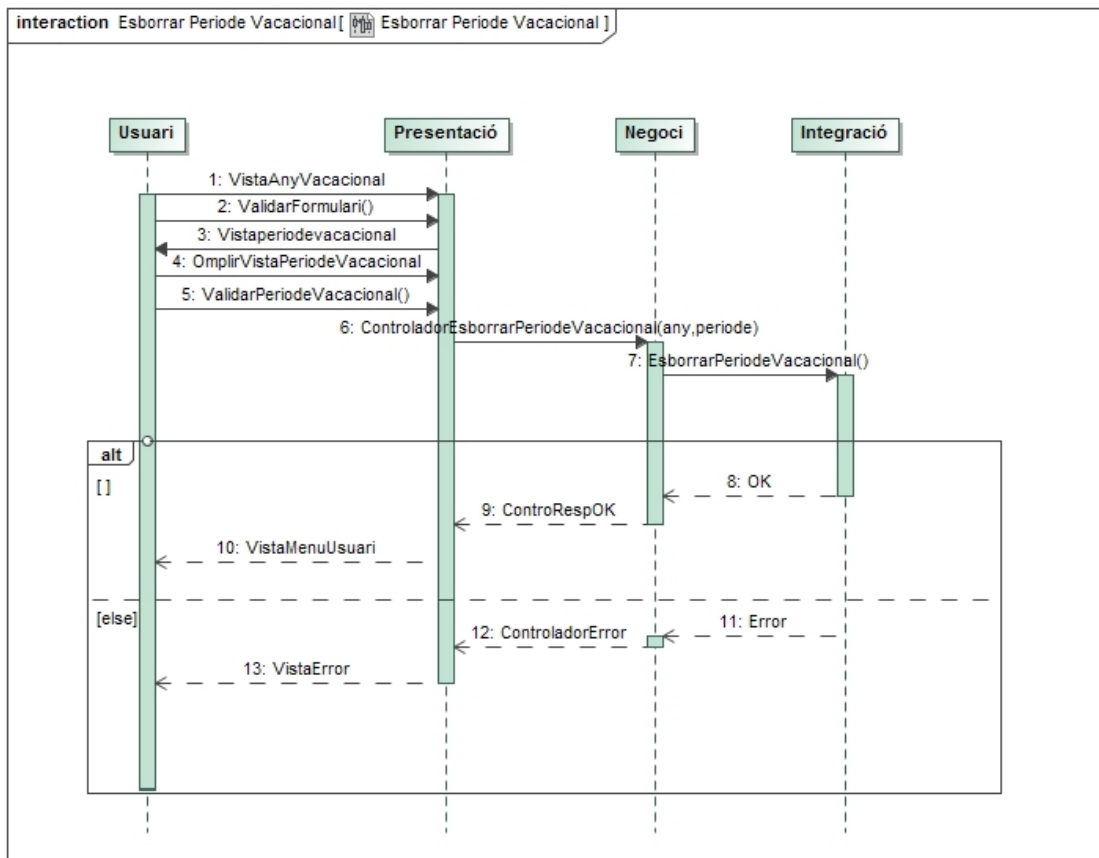 interaction Esborrar Periode Vacacional[ Esborrar Periode Vacacional ]
Usuari Presentació Negoci Integració
1: VistaAnyVacacional
2: ValidarFormulari()
3: Vistaperiodevacacional
4: OmplirVistaPeriodeVacacional
5: ValidarPeriodeVacacional()
6: ControladorEsborrarPeriodeVacacional(any,periode)
7: EsborrarPeriodeVacacional()
alt
[ ]
8: OK
9: ControRespOK
10: VistaMenuUsuari
[else]
11: Error
12: ControladorError
13: VistaError